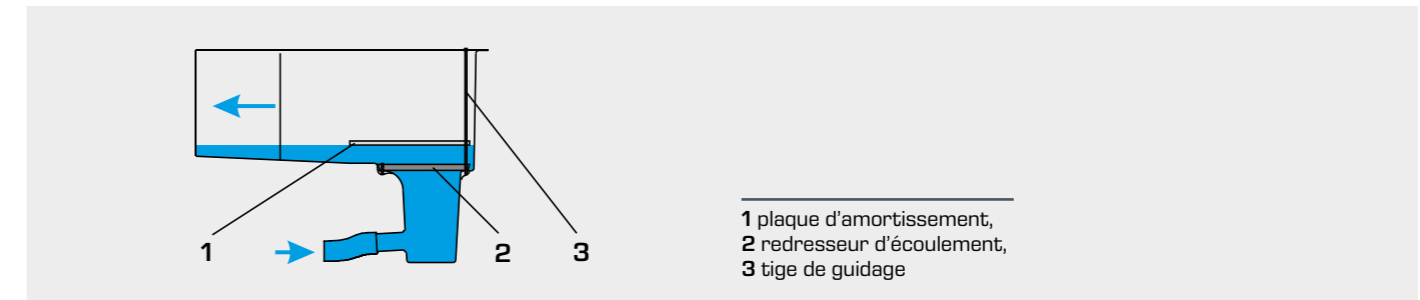 1
2
3
1 plaque d'amortissement,
2 redresseur d'écoulement,
3 tige de guidage